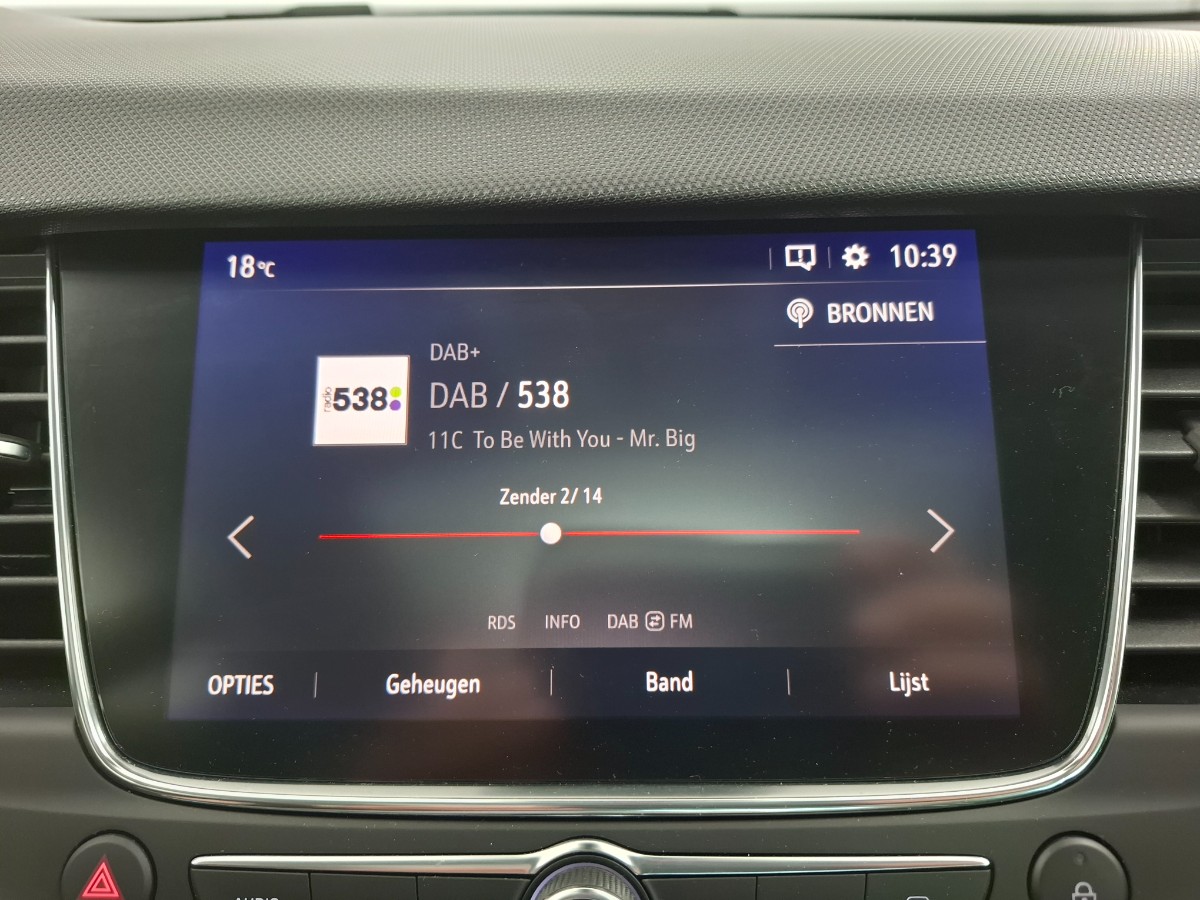 18°C
10:39
BRONNEN
DAB+
radio 538
DAB / 538
11C To Be With You - Mr. Big
Zender 2/ 14
RDS INFO DAB FM
OPTIES Geheugen Band Lijst